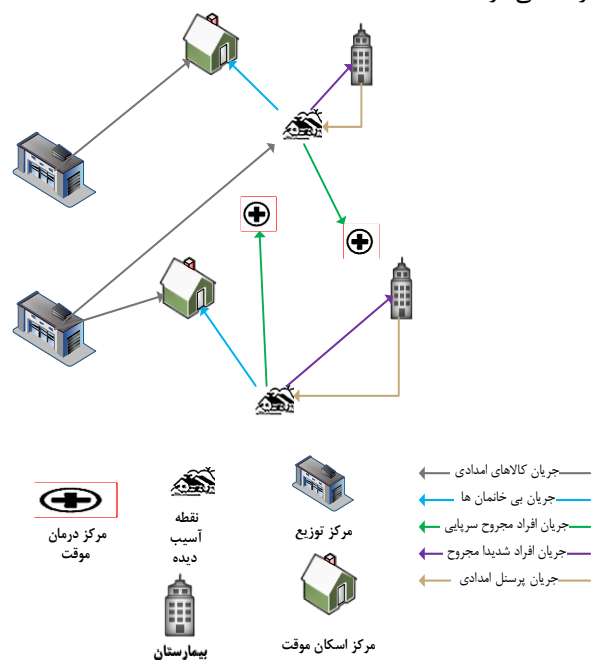 جریان کالاهای امدادی
جریان بی خانمان ها
جریان افراد مجروح سرپایی
جریان افراد شدیدا مجروح
جریان پرسنل امدادی
مرکز توزیع
نقطه
آسیب
دیده
مرکز درمان
موقت
مرکز اسکان موقت
بیمارستان